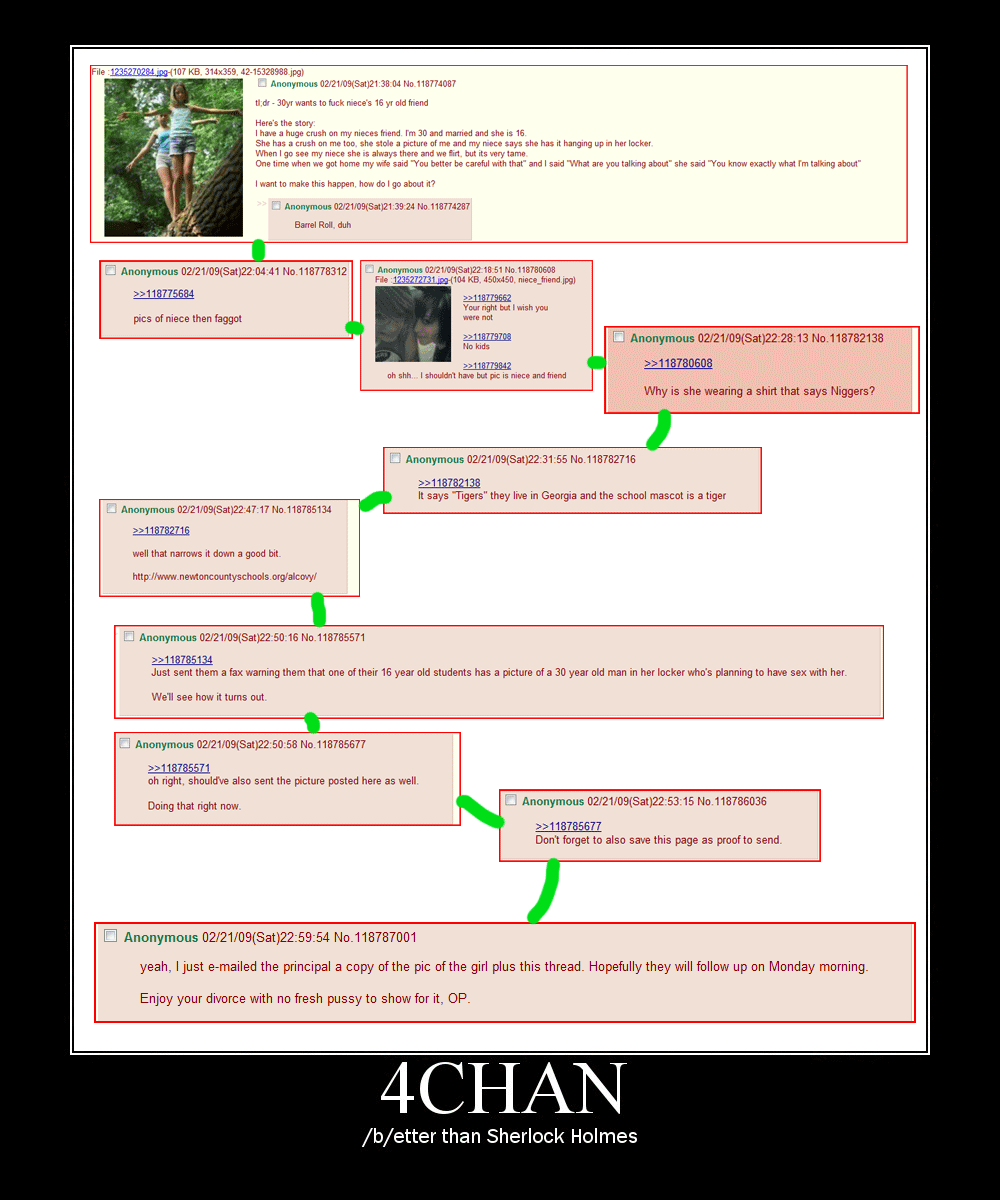 File :1235270284.jpg-(107 KB, 314x359, 42-15328988.jpg)
Anonymous 02/21/09(Sat)21:38:04 No.118774087
tl;dr - 30yr wants to fuck niece's 16 yr old friend
Here's the story:
I have a huge crush on my nieces friend. I'm 30 and married and she is 16.
She has a crush on me too, she stole a picture of me and my niece says she has it hanging up in her locker.
When I go see my niece she is always there and we flirt, but its very tame.
One time when we got home my wife said "You better be careful with that" and I said "What are you talking about" she said "You know exactly what I'm talking about"
I want to make this happen, how do I go about it?
>> Anonymous 02/21/09(Sat)21:39:24 No.118774287
Barrel Roll, duh
Anonymous 02/21/09(Sat)22:04:41 No.118778312
>>118775684
pics of niece then faggot
Anonymous 02/21/09(Sat)22:18:51 No.118780608
File :1235272731.jpg-(104 KB, 450x450, niece_friend.jpg)
>>118779662
Your right but I wish you
were not
>>118779708
No kids
>>118779842
oh shh... I shouldn't have but pic is niece and friend
Anonymous 02/21/09(Sat)22:28:13 No.118782138
>>118780608
Why is she wearing a shirt that says Niggers?
Anonymous 02/21/09(Sat)22:31:55 No.118782716
>>118782138
It says "Tigers" they live in Georgia and the school mascot is a tiger
Anonymous 02/21/09(Sat)22:47:17 No.118785134
>>118782716
well that narrows it down a good bit.
http://www.newtoncountyschools.org/alcovy/
Anonymous 02/21/09(Sat)22:50:16 No.118785571
>>118785134
Just sent them a fax warning them that one of their 16 year old students has a picture of a 30 year old man in her locker who's planning to have sex with her.
We'll see how it turns out.
Anonymous 02/21/09(Sat)22:50:58 No.118785677
>>118785571
oh right, should've also sent the picture posted here as well.
Doing that right now.
Anonymous 02/21/09(Sat)22:53:15 No.118786036
>>118785677
Don't forget to also save this page as proof to send.
Anonymous 02/21/09(Sat)22:59:54 No.118787001
yeah, I just e-mailed the principal a copy of the pic of the girl plus this thread. Hopefully they will follow up on Monday morning.
Enjoy your divorce with no fresh pussy to show for it, OP.
4CHAN
/b/etter than Sherlock Holmes